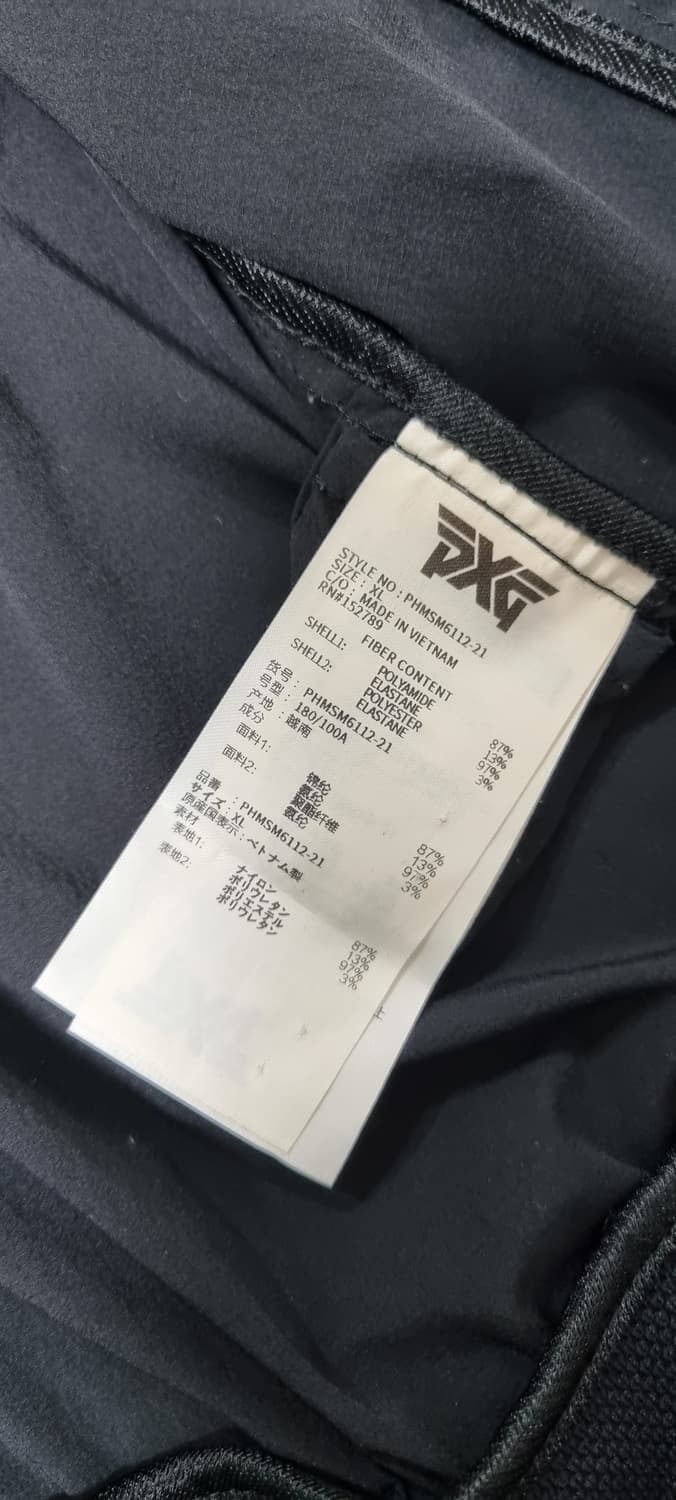 PXG
STYLE NO : PHMSM6112-21
SIZE : XL
C/O : MADE IN VIETNAM
RN#152789
FIBER CONTENT
SHELL1: POLYAMIDE 87%
ELASTANE 13%
SHELL2: POLYESTER 97%
ELASTANE 3%
货号 : PHMSM6112-21
号型 : 180/100A
产地 : 越南
成分
面料1: 锦纶 87%
氨纶 13%
面料2: 聚酯纤维 97%
氨纶 3%
品番 : PHMSM6112-21
サイズ : XL
原産国表示 : ベトナム製
素材
表地1: ナイロン 87%
ポリウレタン 13%
表地2: ポリエステル 97%
ポリウレタン 3%